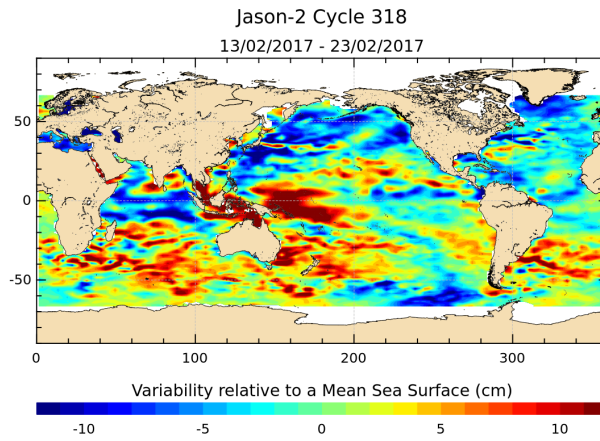 Jason-2 Cycle 318
13/02/2017 - 23/02/2017
50
0
-50
0 100 200 300
Variability relative to a Mean Sea Surface (cm)
-10 -5 0 5 10